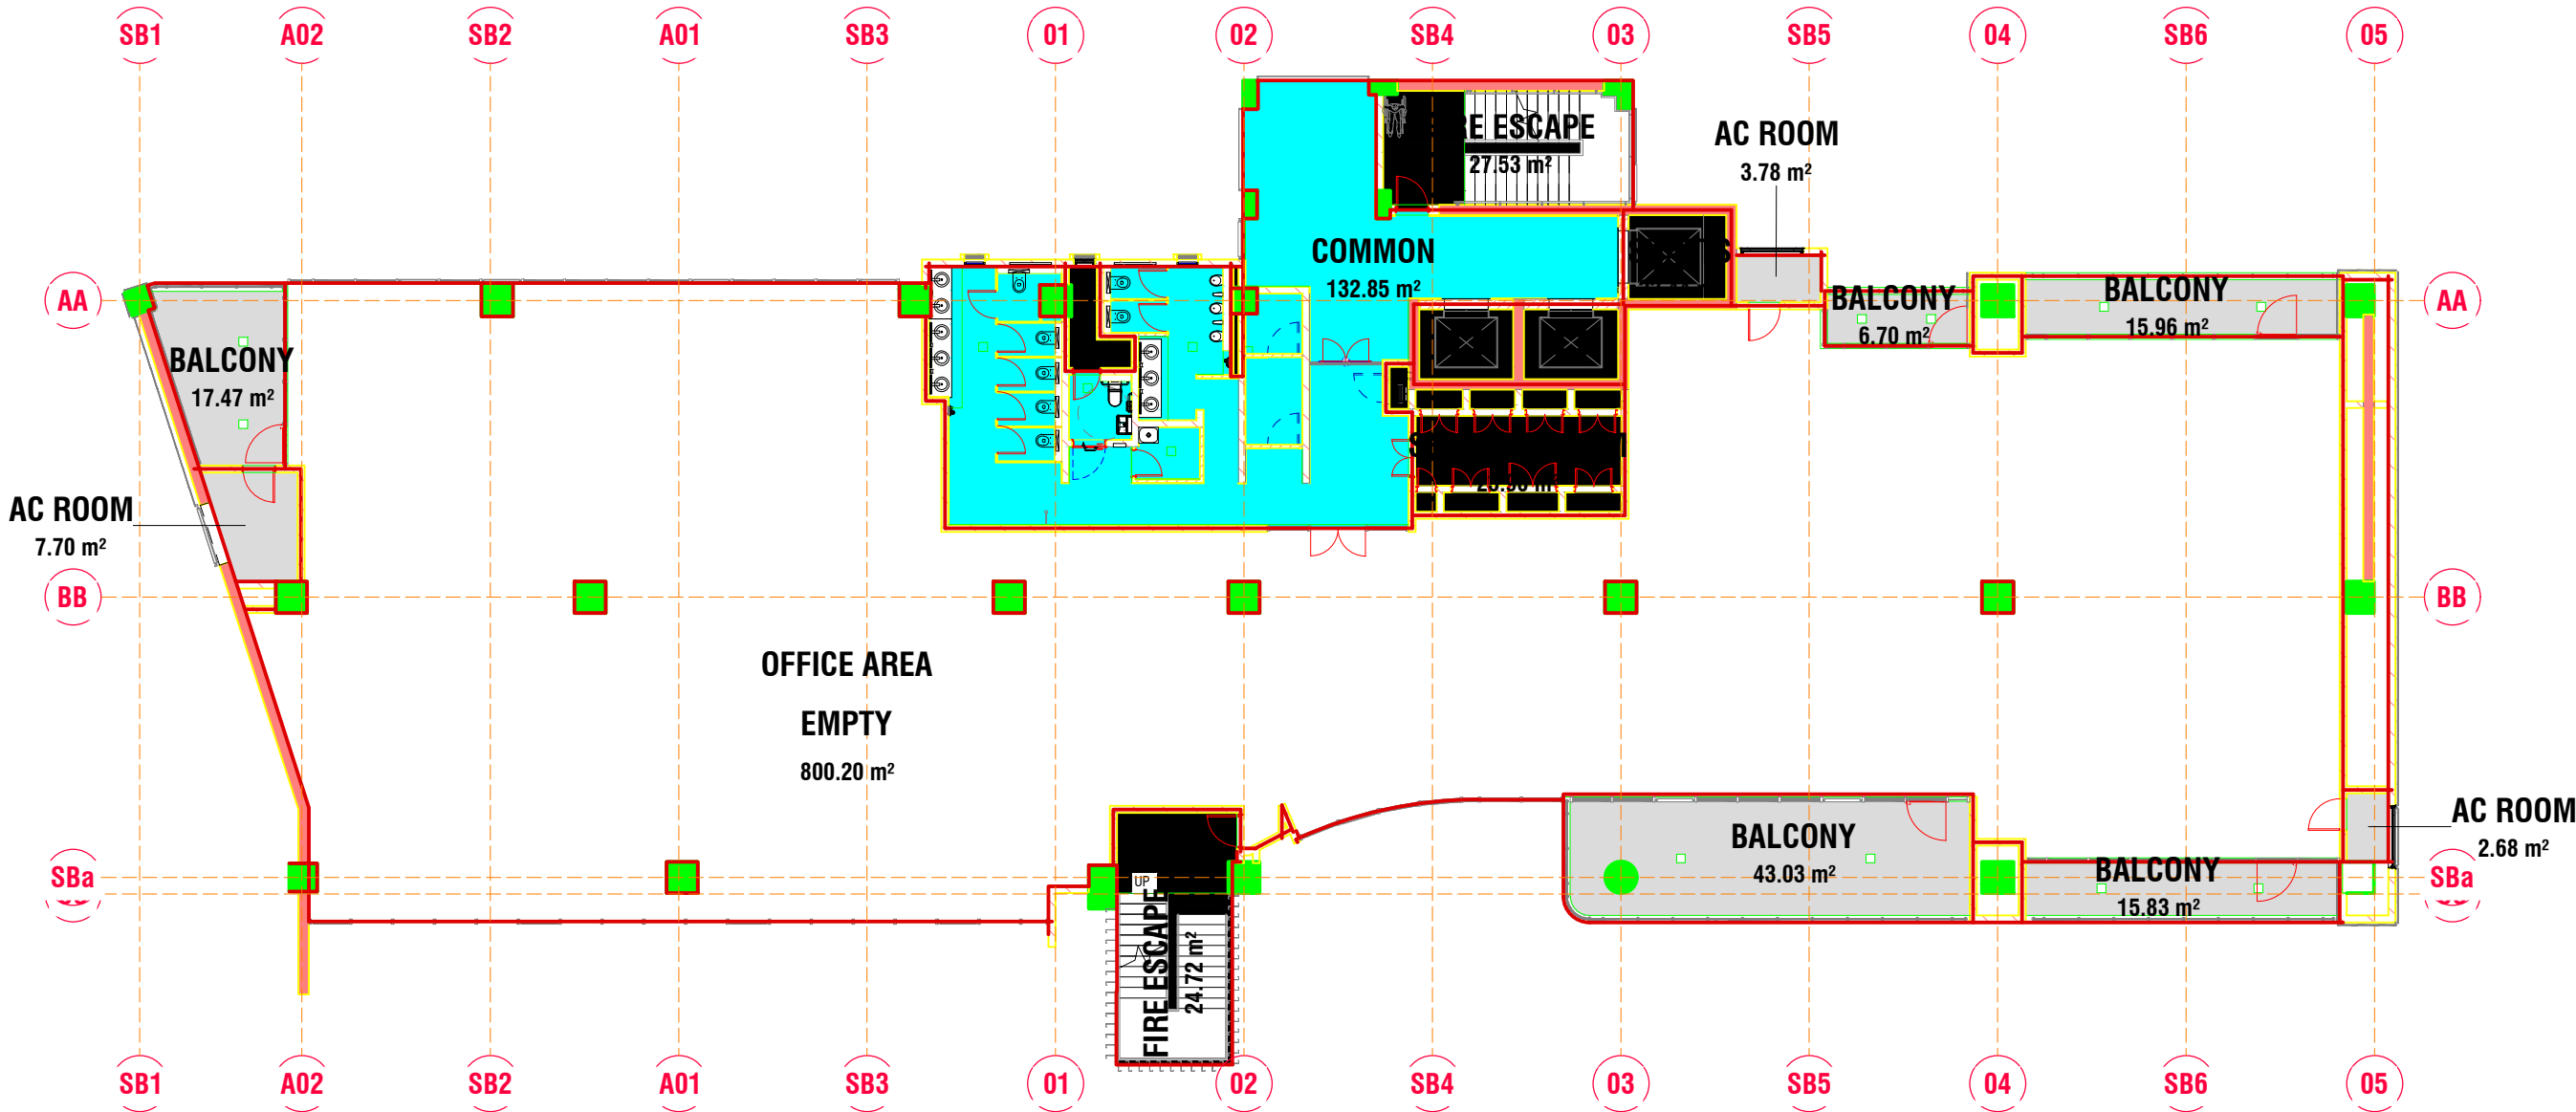 SB1 A02 SB2 A01 SB3 01 02 SB4 03 SB5 04 SB6 05
RE ESCAPE
27.53 m²
AC ROOM
3.78 m²
COMMON
132.85 m²
AA
AA
BALCONY
6.70 m²
BALCONY
15.96 m²
BALCONY
17.47 m²
AC ROOM
7.70 m²
BB
BB
OFFICE AREA
EMPTY
800.20 m²
AC ROOM
2.68 m²
BALCONY
43.03 m²
BALCONY
15.83 m²
SBa
SBa
UP
FIRE ESCAPE
24.72 m²
SB1 A02 SB2 A01 SB3 01 02 SB4 03 SB5 04 SB6 05